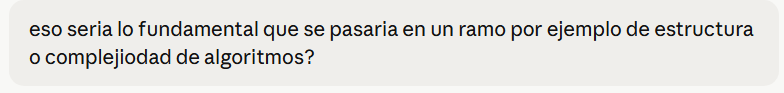 eso seria lo fundamental que se pasaria en un ramo por ejemplo de estructura
o complejiodad de algoritmos?